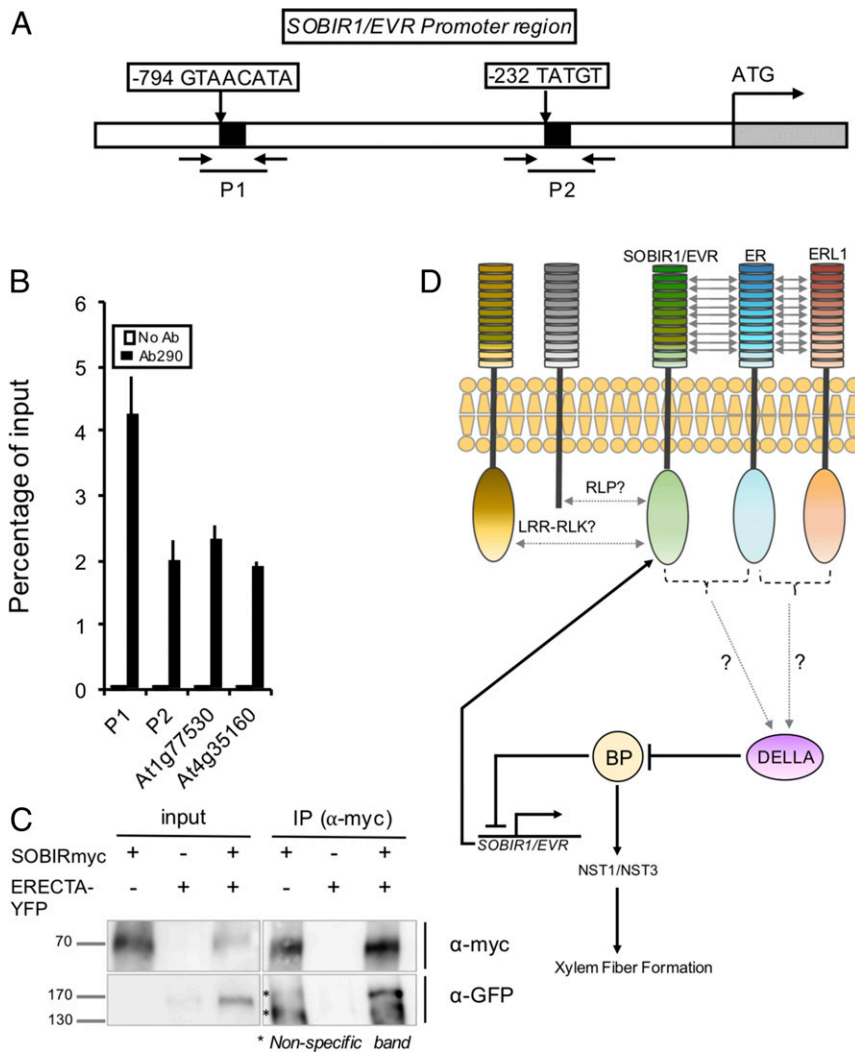 A
SOBIR1/EVR Promoter region
-794 GTAACATA
-232 TATGT
ATG
P1
P2
B
Percentage of input
6
5
4
3
2
1
0
No Ab
Ab290
P1
P2
At1g77530
At4g35160
C
input
IP (α-myc)
SOBIRmyc + - + + - +
ERECTA-YFP - + + - + +
70
α-myc
170
130
*
*
α-GFP
* Non-specific band
D
SOBIR1/EVR
ER
ERL1
RLP?
LRR-RLK?
?
?
BP
DELLA
SOBIR1/EVR
NST1/NST3
Xylem Fiber Formation